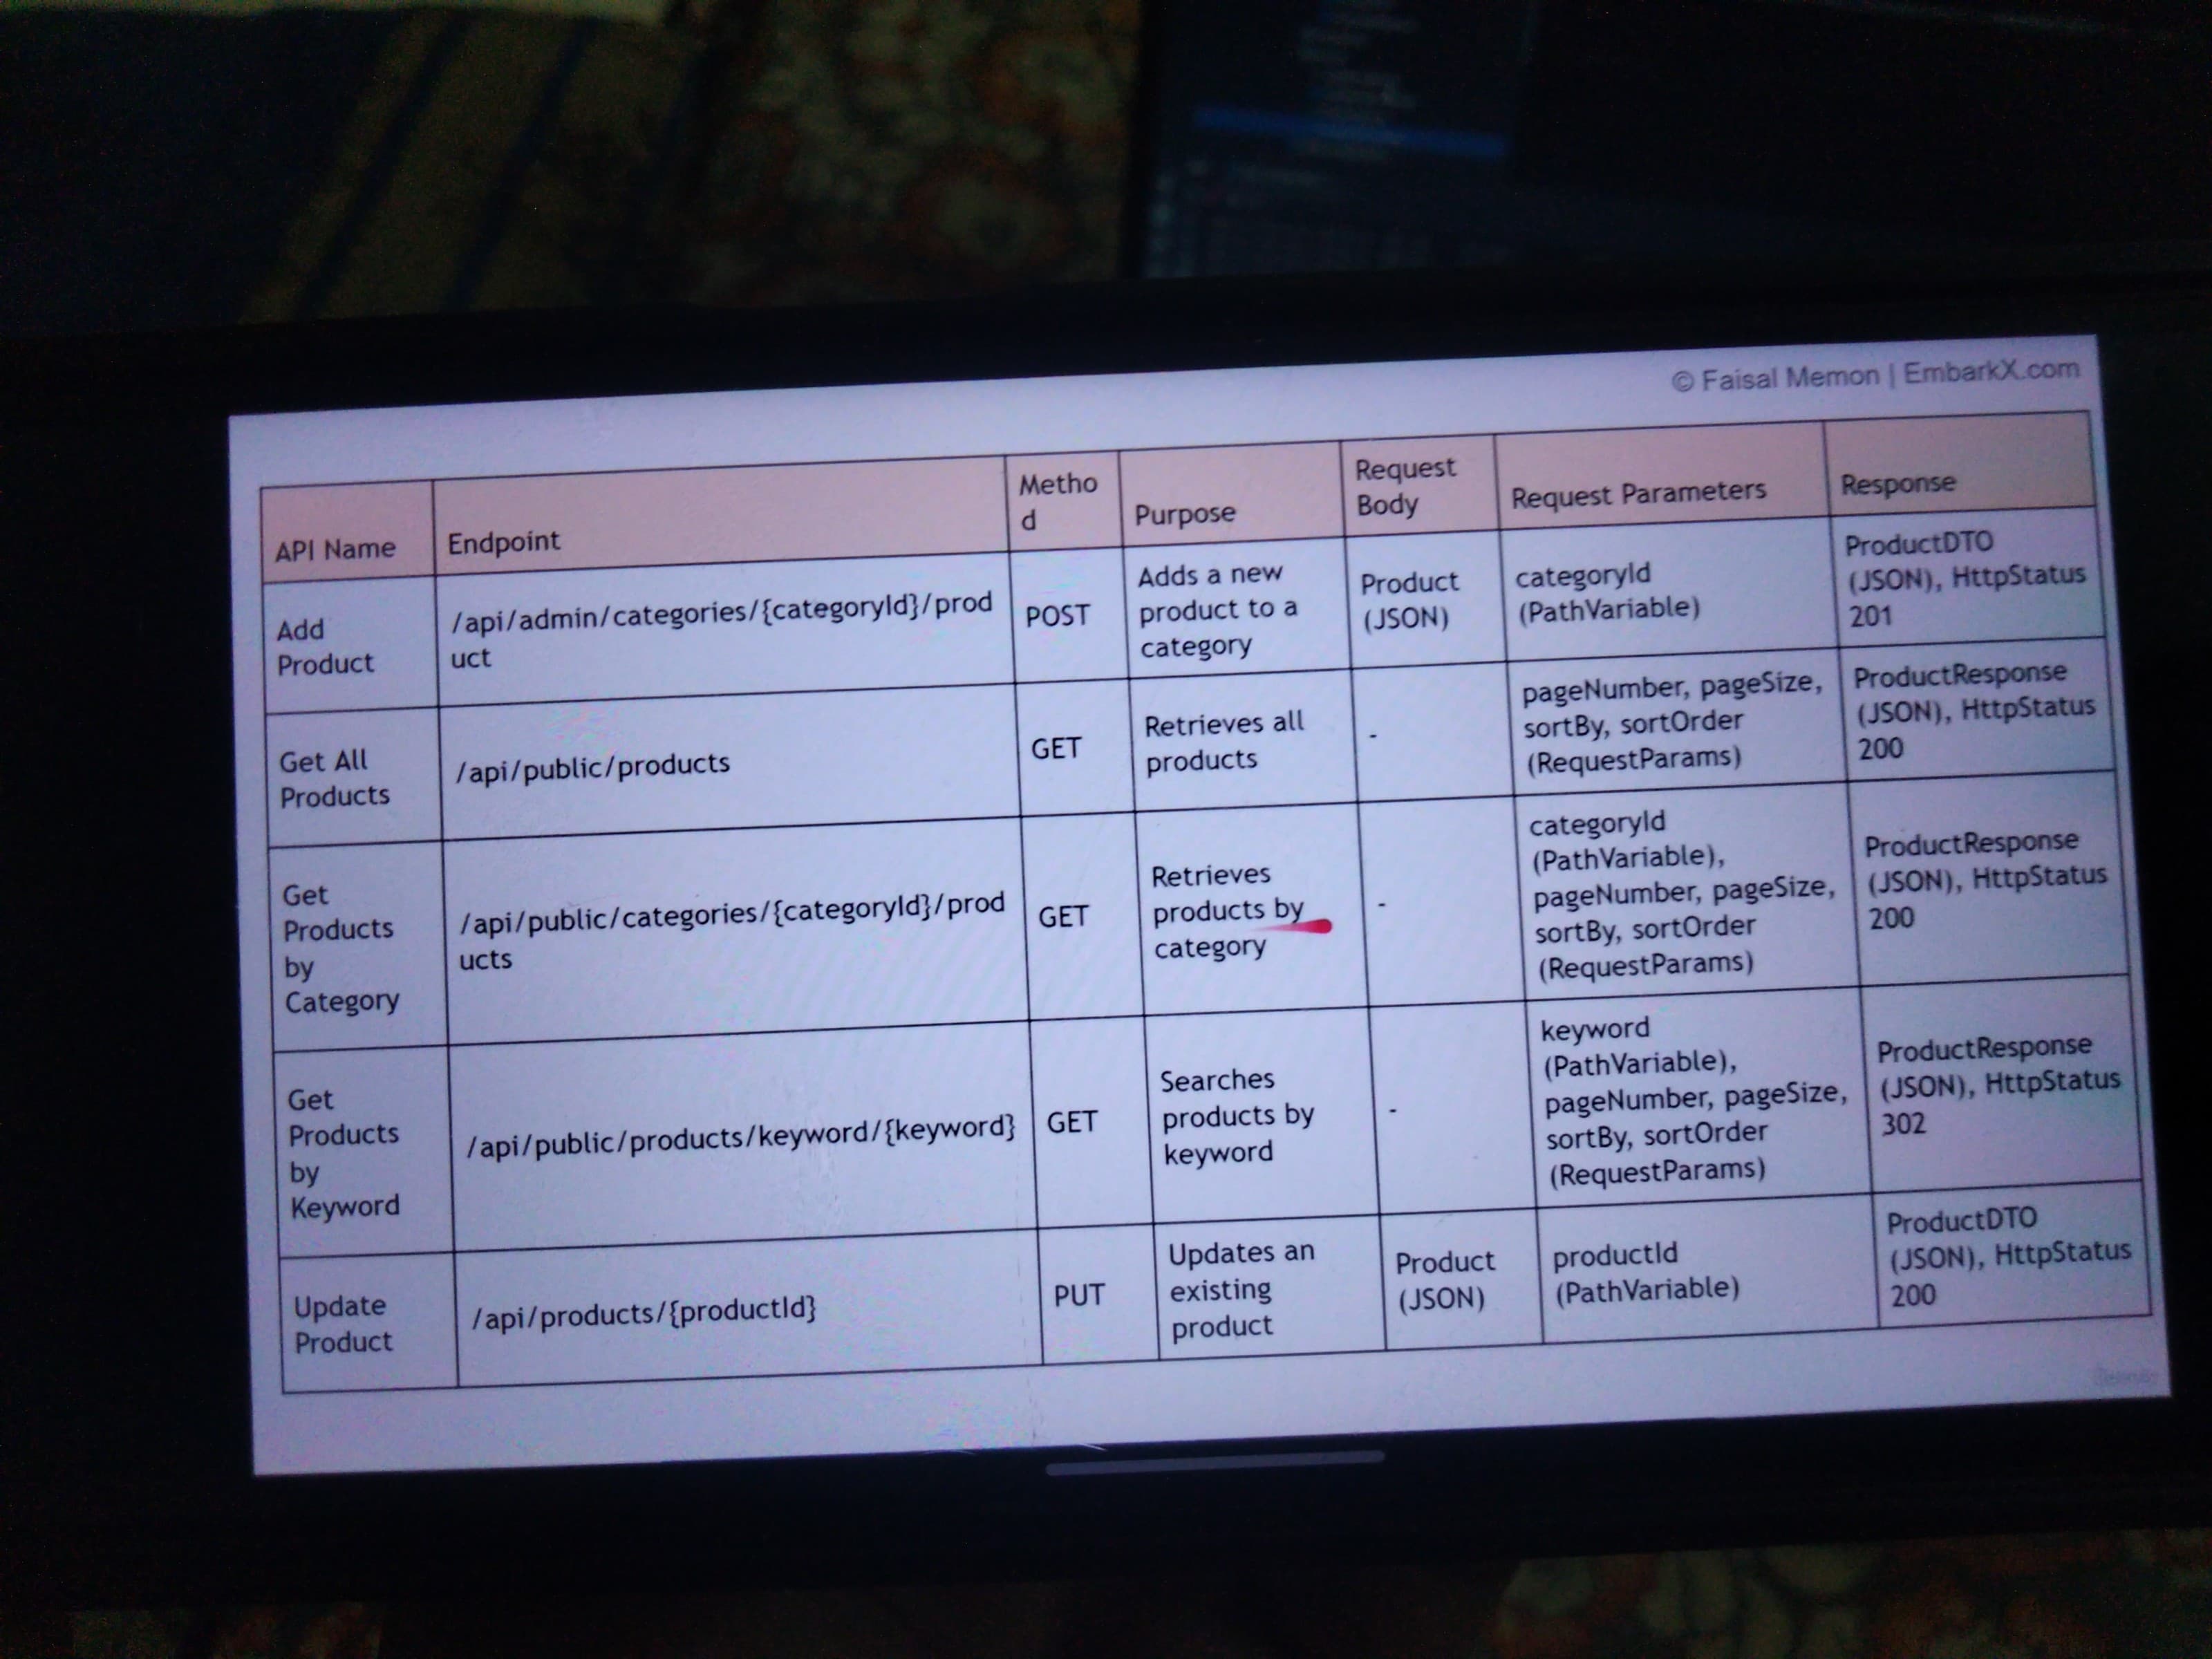 © Faisal Memon | EmbarkX.com
API Name
Endpoint
Metho
d
Purpose
Request
Body
Request Parameters
Response
Add
Product
/api/admin/categories/{categoryId}/prod
uct
POST
Adds a new
product to a
category
Product
(JSON)
categoryId
(PathVariable)
ProductDTO
(JSON), HttpStatus
201
Get All
Products
/api/public/products
GET
Retrieves all
products
-
pageNumber, pageSize,
sortBy, sortOrder
(RequestParams)
ProductResponse
(JSON), HttpStatus
200
Get
Products
by
Category
/api/public/categories/{categoryId}/prod
ucts
GET
Retrieves
products by
category
-
categoryId
(PathVariable),
pageNumber, pageSize,
sortBy, sortOrder
(RequestParams)
ProductResponse
(JSON), HttpStatus
200
Get
Products
by
Keyword
/api/public/products/keyword/{keyword}
GET
Searches
products by
keyword
-
keyword
(PathVariable),
pageNumber, pageSize,
sortBy, sortOrder
(RequestParams)
ProductResponse
(JSON), HttpStatus
302
Update
Product
/api/products/{productId}
PUT
Updates an
existing
product
Product
(JSON)
productId
(PathVariable)
ProductDTO
(JSON), HttpStatus
200